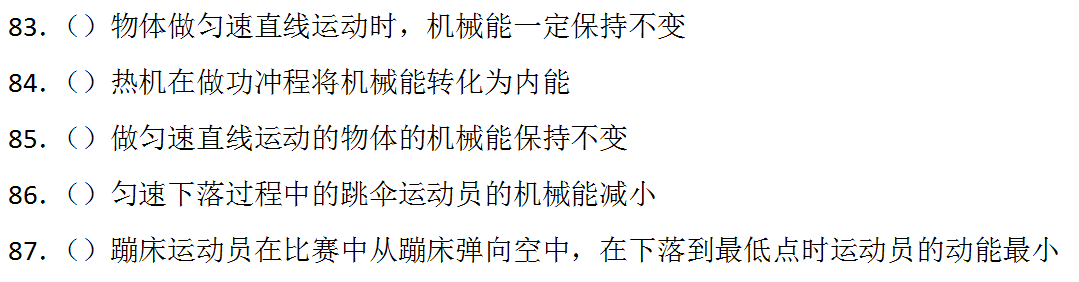 83.（）物体做匀速直线运动时，机械能一定保持不变
84.（）热机在做功冲程将机械能转化为内能
85.（）做匀速直线运动的物体的机械能保持不变
86.（）匀速下落过程中的跳伞运动员的机械能减小
87.（）蹦床运动员在比赛中从蹦床弹向空中，在下落到最低点时运动员的动能最小